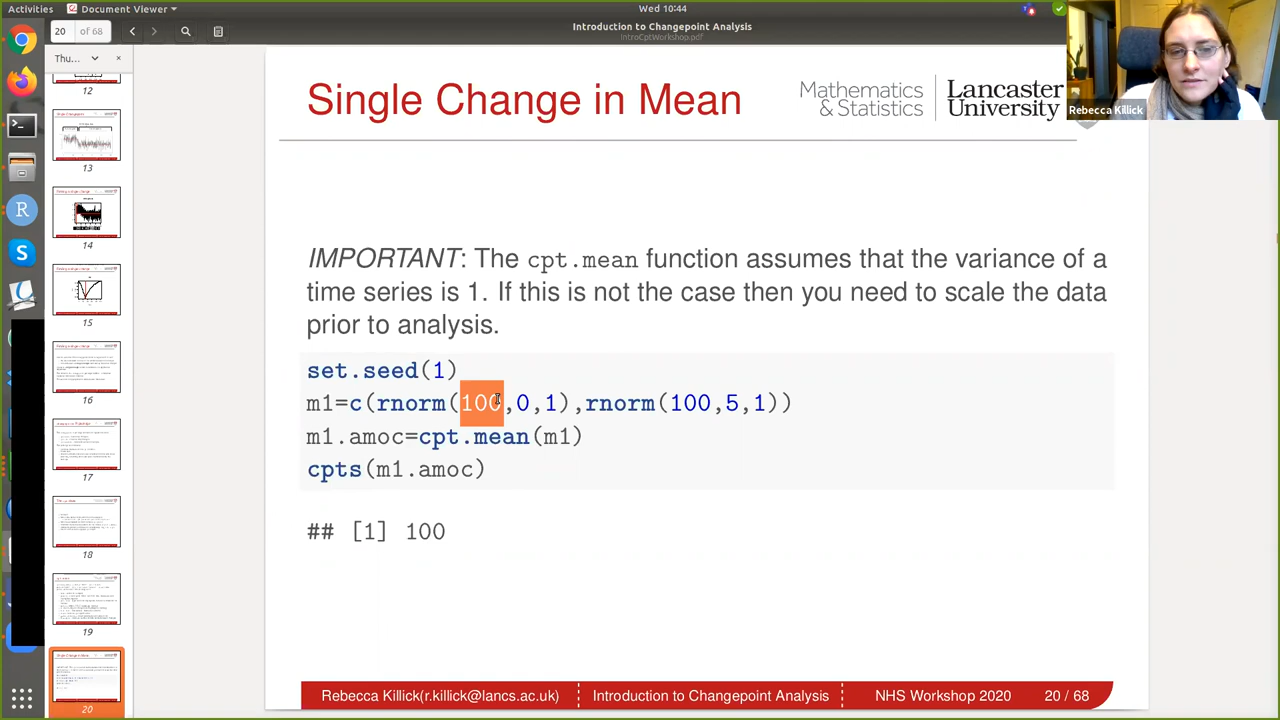 Activities
Document Viewer
Wed 10:44
20
of 68
Introduction to Changepoint Analysis
IntroCptWorkshop.pdf
Thu...
12
13
14
15
16
17
18
19
20
Single Change in Mean
Mathematics
& Statistics
Lancaster
University
Rebecca Killick
IMPORTANT: The cpt.mean function assumes that the variance of a
time series is 1. If this is not the case then you need to scale the data
prior to analysis.
set.seed(1)
m1=c(rnorm(100,0,1),rnorm(100,5,1))
m1.amoc=cpt.mean(m1)
cpts(m1.amoc)
## [1] 100
Rebecca Killick(r.killick@lancs.ac.uk)
Introduction to Changepoint Analysis
NHS Workshop 2020
20 / 68